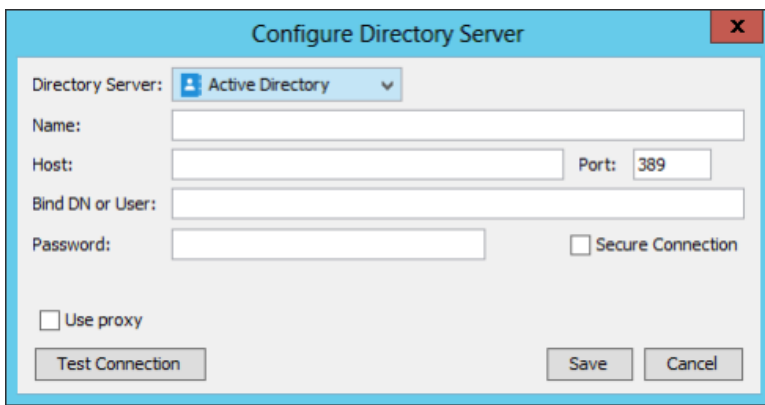 Configure Directory Server
x
Directory Server: Active Directory
Name:
Host: Port: 389
Bind DN or User:
Password: Secure Connection
Use proxy
Test Connection Save Cancel